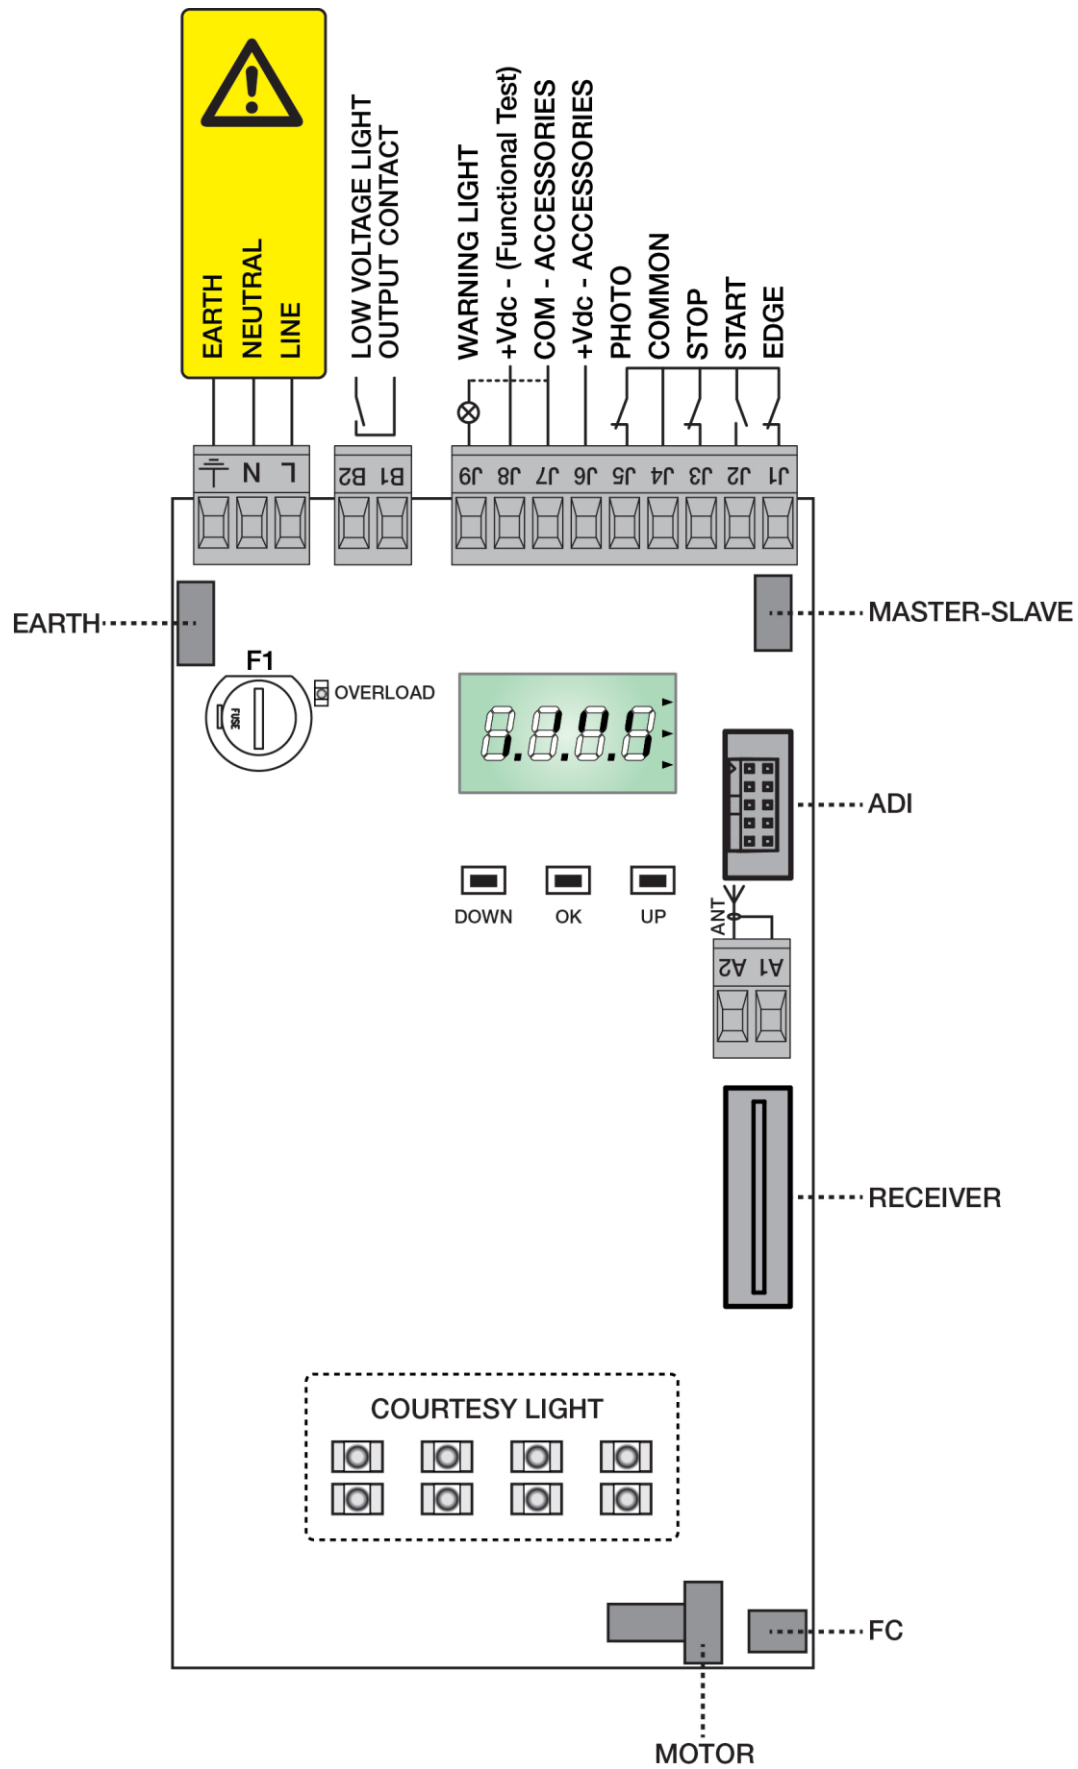 EARTH
NEUTRAL
LINE
LOW VOLTAGE LIGHT
OUTPUT CONTACT
WARNING LIGHT
+Vdc - (Functional Test)
COM - ACCESSORIES
+Vdc - ACCESSORIES
PHOTO
COMMON
STOP
START
EDGE
N
L
B2
B1
J9
J8
J7
J6
J5
J4
J3
J2
J1
EARTH
MASTER-SLAVE
F1
FUSE
OVERLOAD
ADI
DOWN
OK
UP
ANT
A2
A1
RECEIVER
COURTESY LIGHT
FC
MOTOR